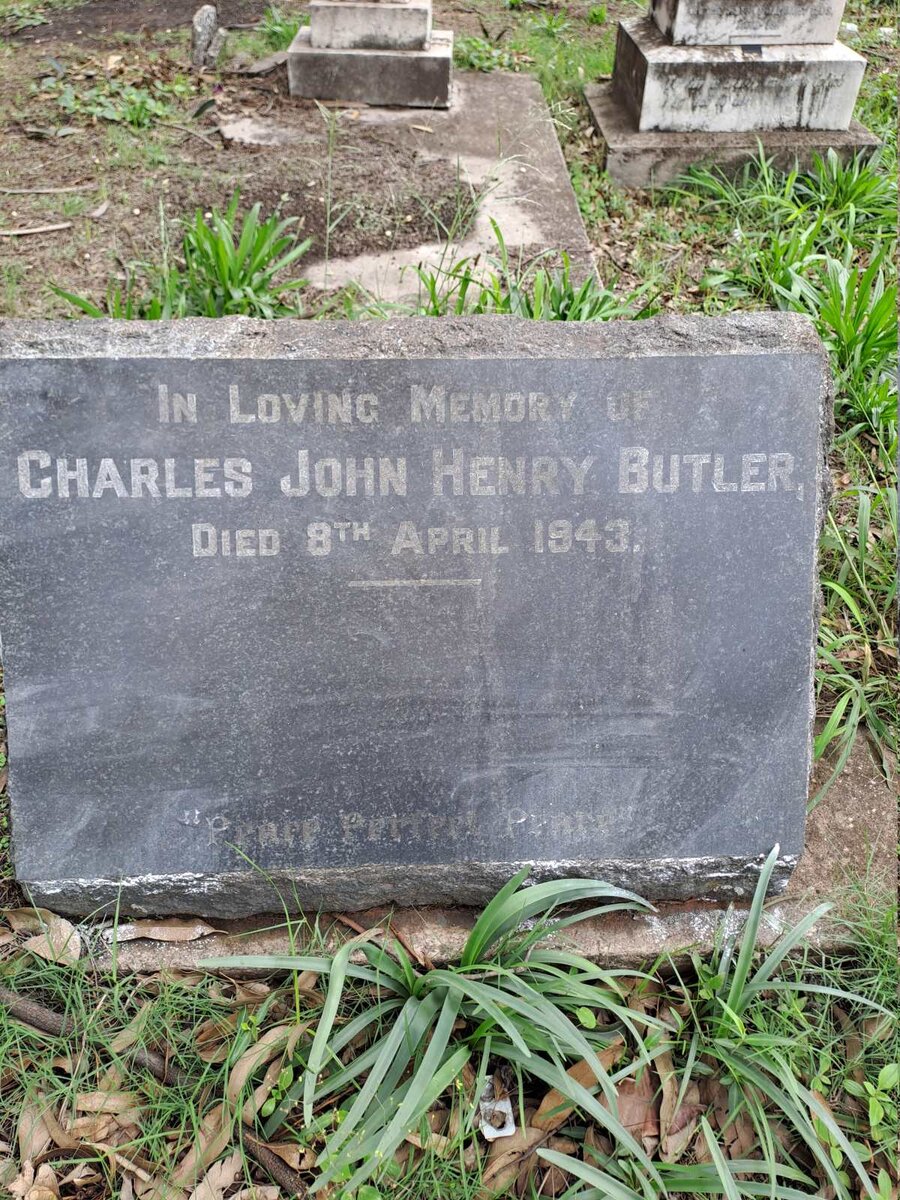 In Loving Memory of
Charles John Henry Butler,
Died 8th April 1943.
"Peace Perfect Peace"